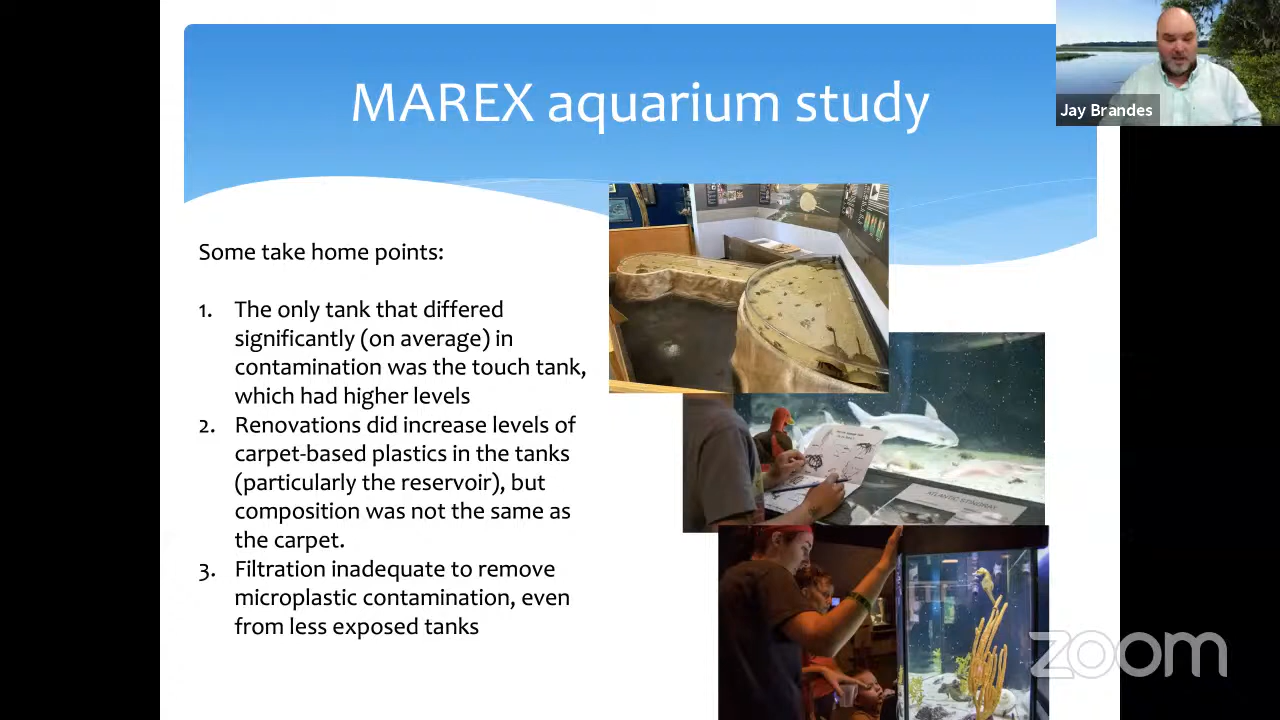 MAREX aquarium study
Jay Brandes
Some take home points:
1. The only tank that differed
significantly (on average) in
contamination was the touch tank,
which had higher levels
2. Renovations did increase levels of
carpet-based plastics in the tanks
(particularly the reservoir), but
composition was not the same as
the carpet.
3. Filtration inadequate to remove
microplastic contamination, even
from less exposed tanks
ATLANTIC STINGRAY
zoom